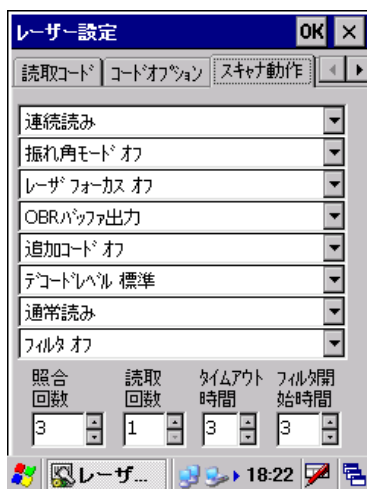 レーザー設定 OK ×
読取コード コードオプション スキャナ動作
連続読み
振れ角モード オフ
レーザ フォーカス オフ
OBRバッファ出力
追加コード オフ
デコードレベル 標準
通常読み
フィルタ オフ
照合 読取 タイムアウト フィルタ開
回数 回数 時間 始時間
3 1 3 3
レーザ... 18:22